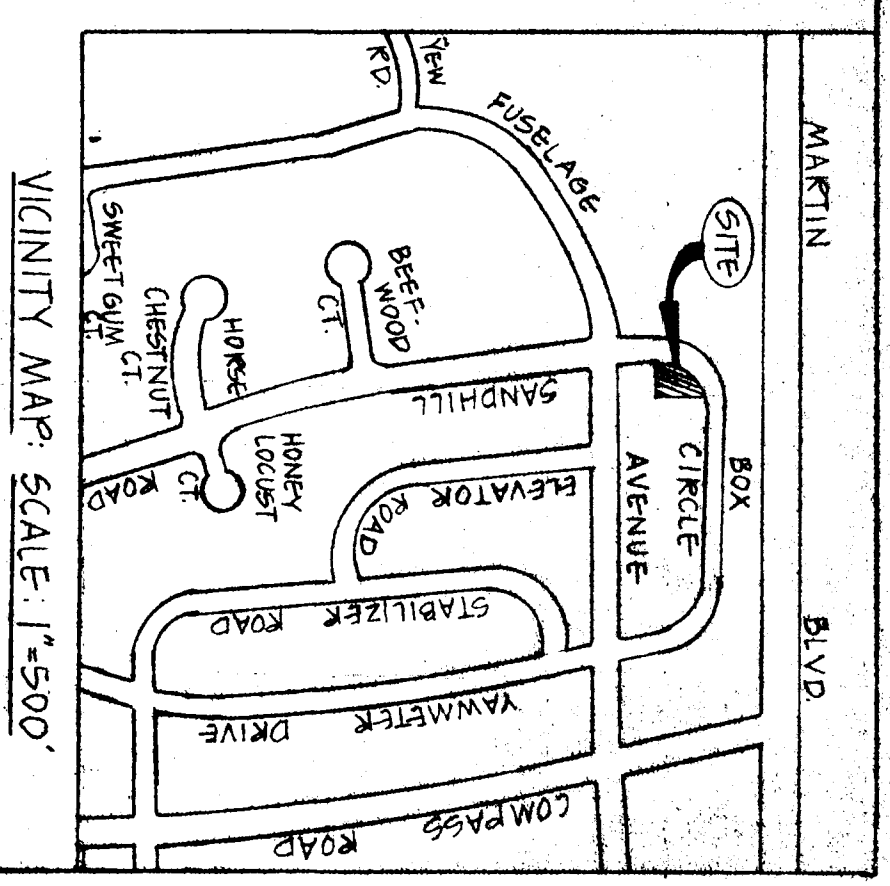 MARTIN BLVD.
SITE
BOX
CIRCLE
FUSELAGE
AVENUE
YEW
RD.
BEEF-
WOOD
CT.
SANDHILL
ROAD
ELEVATOR ROAD
HORSE
CHESTNUT
CT.
HONEY
LOCUST
CT.
SWEET GUM
CT.
STABILIZER ROAD
YAWMETER DRIVE
COMPASS ROAD
VICINITY MAP: SCALE: 1"=500'